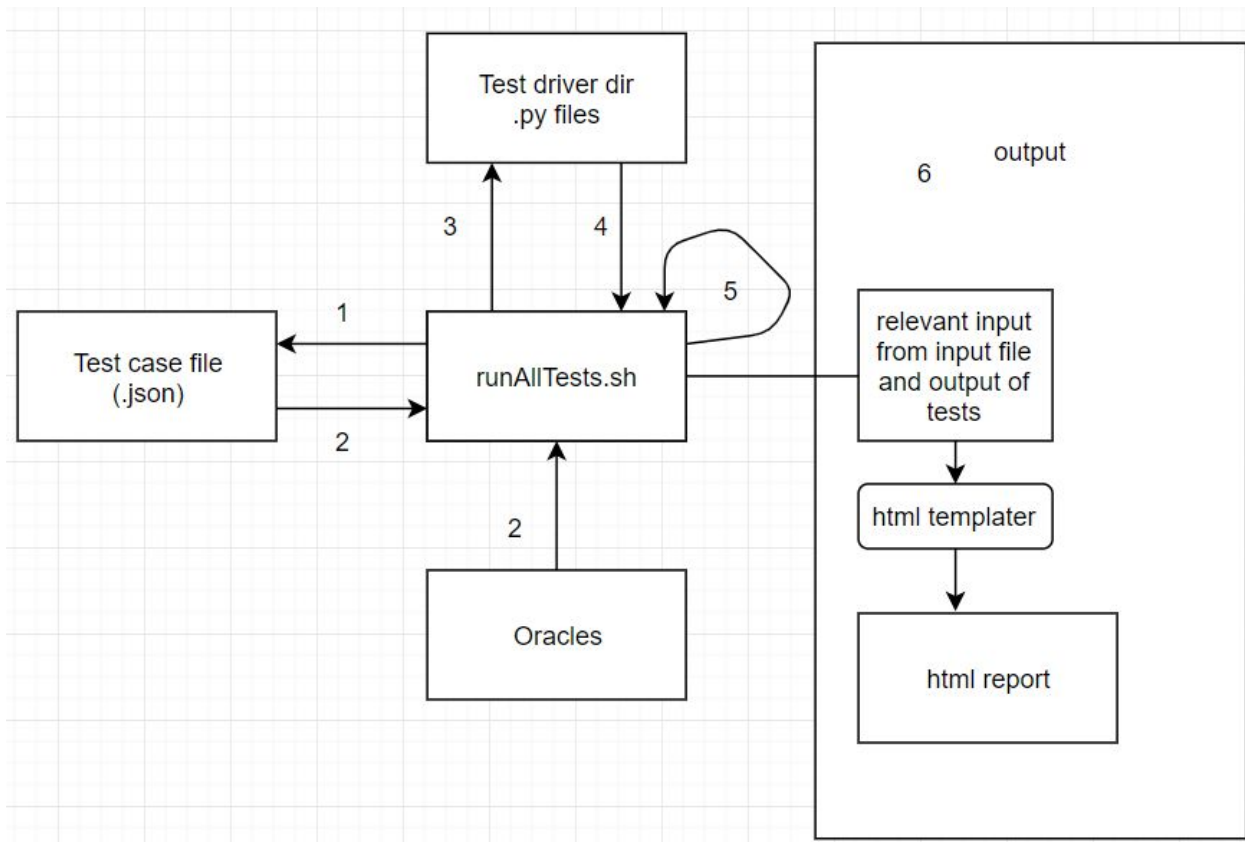 Test driver dir
.py files
output
6
3
4
5
1
relevant input
from input file
and output of
tests
Test case file
(.json)
runAllTests.sh
2
html templater
2
Oracles
html report